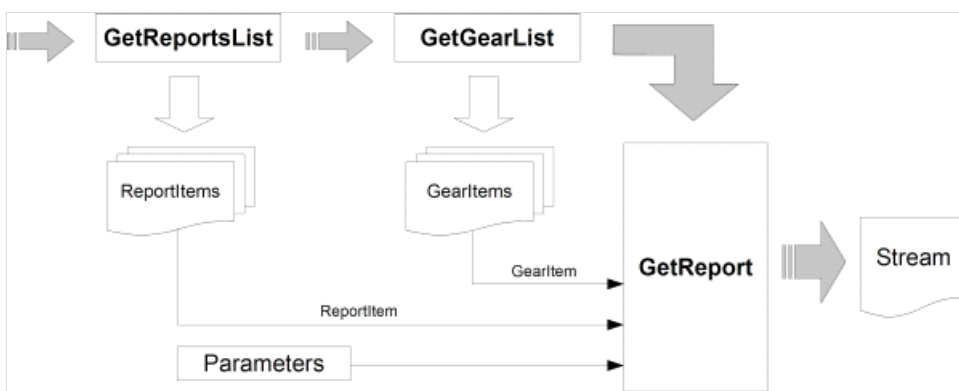 GetReportsList
GetGearList
ReportItems
GearItems
GearItem
GetReport
Stream
ReportItem
Parameters